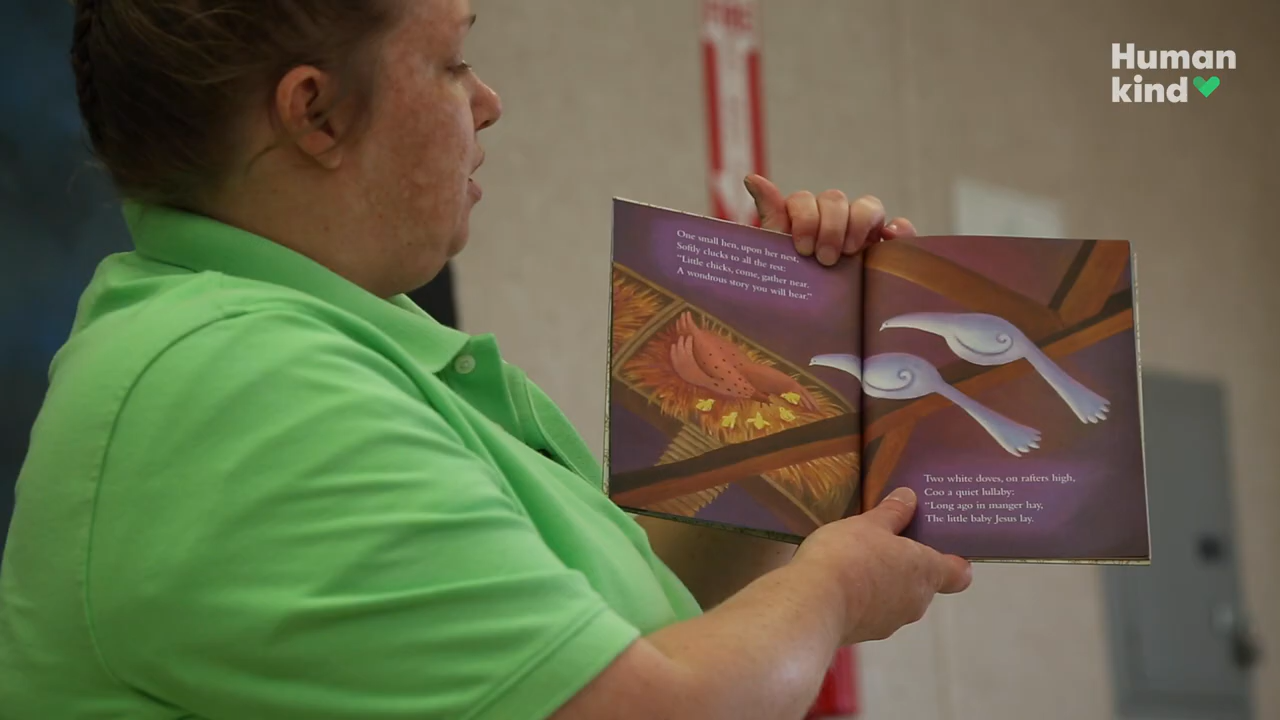 Human
kind
FIRE
One small hen, upon her nest,
Softly clucks to all the rest:
"Little chicks, come, gather near.
A wondrous story you will hear."
Two white doves, on rafters high,
Coo a quiet lullaby:
"Long ago in manger hay,
The little baby Jesus lay.